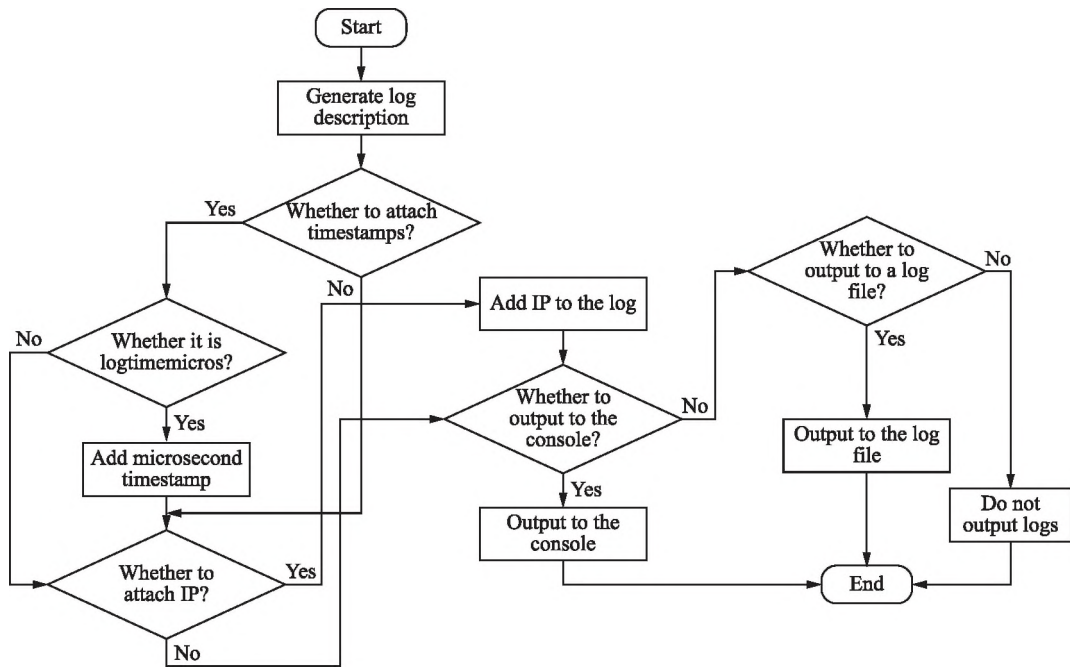 Start
Generate log
description
Yes
Whether to attach
timestamps?
No
No
Whether it is
logtimemicros?
Yes
Add microsecond
timestamp
Whether to
attach IP?
Yes
No
Add IP to the log
Whether to
output to the
console?
No
Yes
Output to the
console
Whether to
output to a log
file?
No
Yes
Output to the log
file
Do not
output logs
End